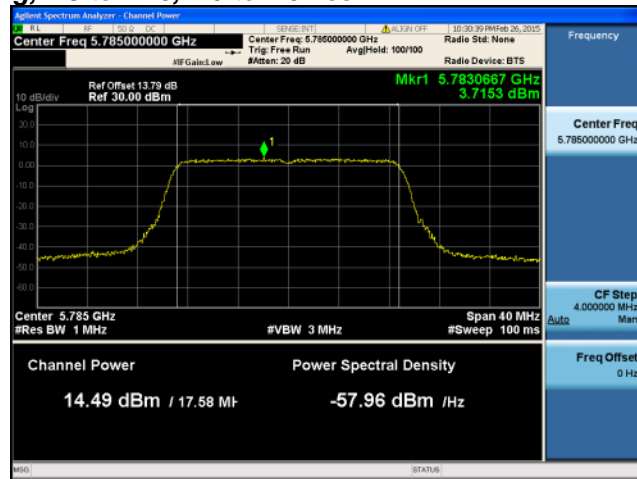 Agilent Spectrum Analyzer - Channel Power
RL RF 50 Ω DC SENSE:INT ALIGN OFF 10:30:39 PM Feb 26, 2015
Center Freq 5.785000000 GHz
Center Freq: 5.785000000 GHz
Radio Std: None
Trig: Free Run Avg|Hold: 100/100
#IFGain:Low #Atten: 20 dB Radio Device: BTS
Frequency
Ref Offset 13.79 dB
Mkr1 5.7830667 GHz
10 dB/div Ref 30.00 dBm 3.7153 dBm
Log
20.0
10.0
0.00
-10.0
-20.0
-30.0
-40.0
-50.0
-60.0
1
Center Freq
5.785000000 GHz
Center 5.785 GHz Span 40 MHz
#Res BW 1 MHz #VBW 3 MHz #Sweep 100 ms
CF Step
4.000000 MHz
Auto Man
Channel Power Power Spectral Density
14.49 dBm / 17.58 MH -57.96 dBm /Hz
Freq Offset
0 Hz
MSG STATUS